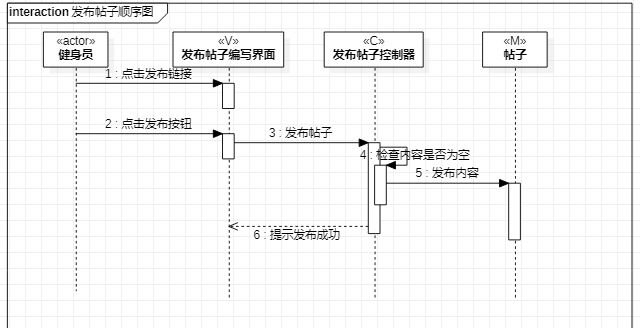 interaction 发布帖子顺序图
«actor»
健身员
«V»
发布帖子编写界面
«C»
发布帖子控制器
«M»
帖子
1 : 点击发布链接
2 : 点击发布按钮
3 : 发布帖子
4 : 检查内容是否为空
5 : 发布内容
6 : 提示发布成功